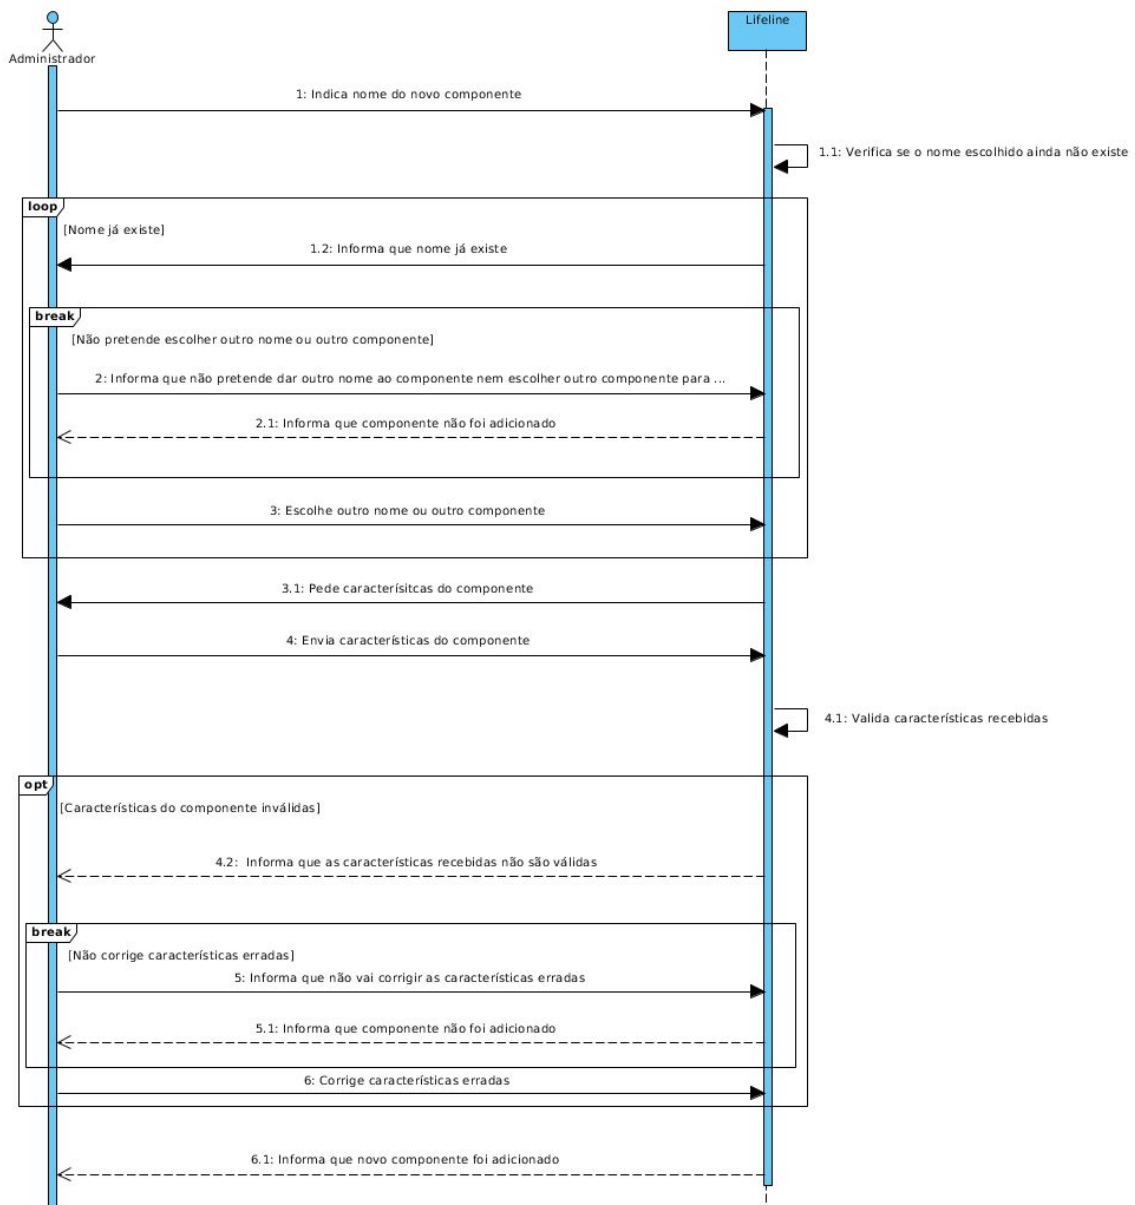 Administrador
Lifeline
1: Indica nome do novo componente
1.1: Verifica se o nome escolhido ainda não existe
loop
[Nome já existe]
1.2: Informa que nome já existe
break
[Não pretende escolher outro nome ou outro componente]
2: Informa que não pretende dar outro nome ao componente nem escolher outro componente para ...
2.1: Informa que componente não foi adicionado
3: Escolhe outro nome ou outro componente
3.1: Pede caracterísitcas do componente
4: Envia características do componente
4.1: Valida características recebidas
opt
[Características do componente inválidas]
4.2: Informa que as características recebidas não são válidas
break
[Não corrige características erradas]
5: Informa que não vai corrigir as características erradas
5.1: Informa que componente não foi adicionado
6: Corrige características erradas
6.1: Informa que novo componente foi adicionado